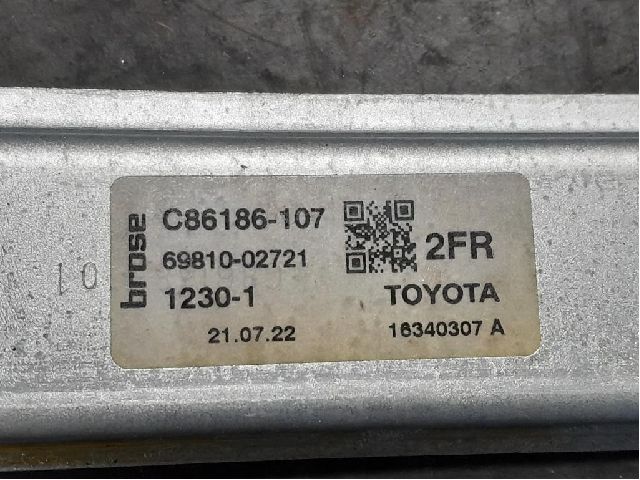 brose
C86186-107
69810-02721
2FR
1230-1
TOYOTA
21.07.22
16340307 A
10